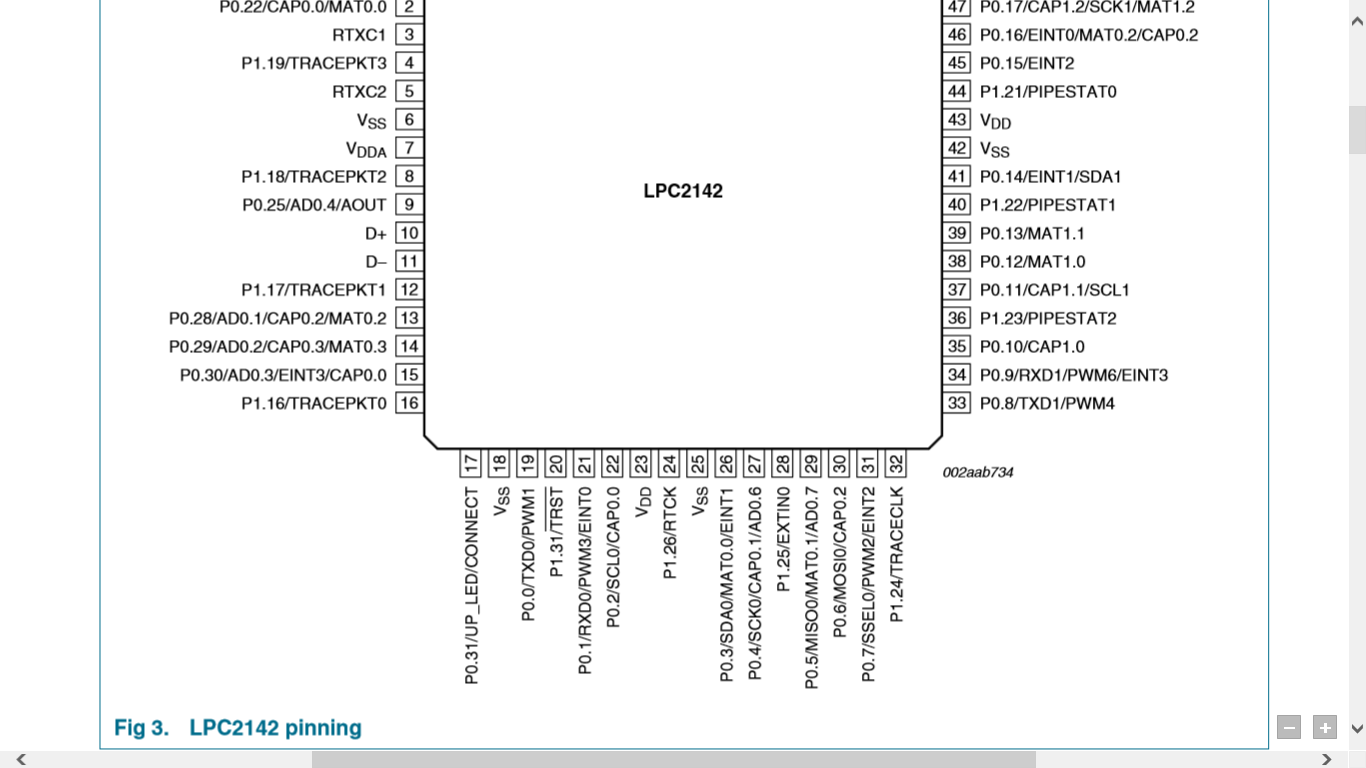 P0.22/CAP0.0/MAT0.0 2
RTXC1 3
P1.19/TRACEPKT3 4
RTXC2 5
VSS 6
VDDA 7
P1.18/TRACEPKT2 8
P0.25/AD0.4/AOUT 9
D+ 10
D− 11
P1.17/TRACEPKT1 12
P0.28/AD0.1/CAP0.2/MAT0.2 13
P0.29/AD0.2/CAP0.3/MAT0.3 14
P0.30/AD0.3/EINT3/CAP0.0 15
P1.16/TRACEPKT0 16
LPC2142
47 P0.17/CAP1.2/SCK1/MAT1.2
46 P0.16/EINT0/MAT0.2/CAP0.2
45 P0.15/EINT2
44 P1.21/PIPESTAT0
43 VDD
42 VSS
41 P0.14/EINT1/SDA1
40 P1.22/PIPESTAT1
39 P0.13/MAT1.1
38 P0.12/MAT1.0
37 P0.11/CAP1.1/SCL1
36 P1.23/PIPESTAT2
35 P0.10/CAP1.0
34 P0.9/RXD1/PWM6/EINT3
33 P0.8/TXD1/PWM4
P0.31/UP_LED/CONNECT 17
VSS 18
P0.0/TXD0/PWM1 19
P1.31/TRST 20
P0.1/RXD0/PWM3/EINT0 21
P0.2/SCL0/CAP0.0 22
VDD 23
P1.26/RTCK 24
VSS 25
P0.3/SDA0/MAT0.0/EINT1 26
P0.4/SCK0/CAP0.1/AD0.6 27
P1.25/EXTIN0 28
P0.5/MISO0/MAT0.1/AD0.7 29
P0.6/MOSI0/CAP0.2 30
P0.7/SSEL0/PWM2/EINT2 31
P1.24/TRACECLK 32
002aab734
Fig 3. LPC2142 pinning